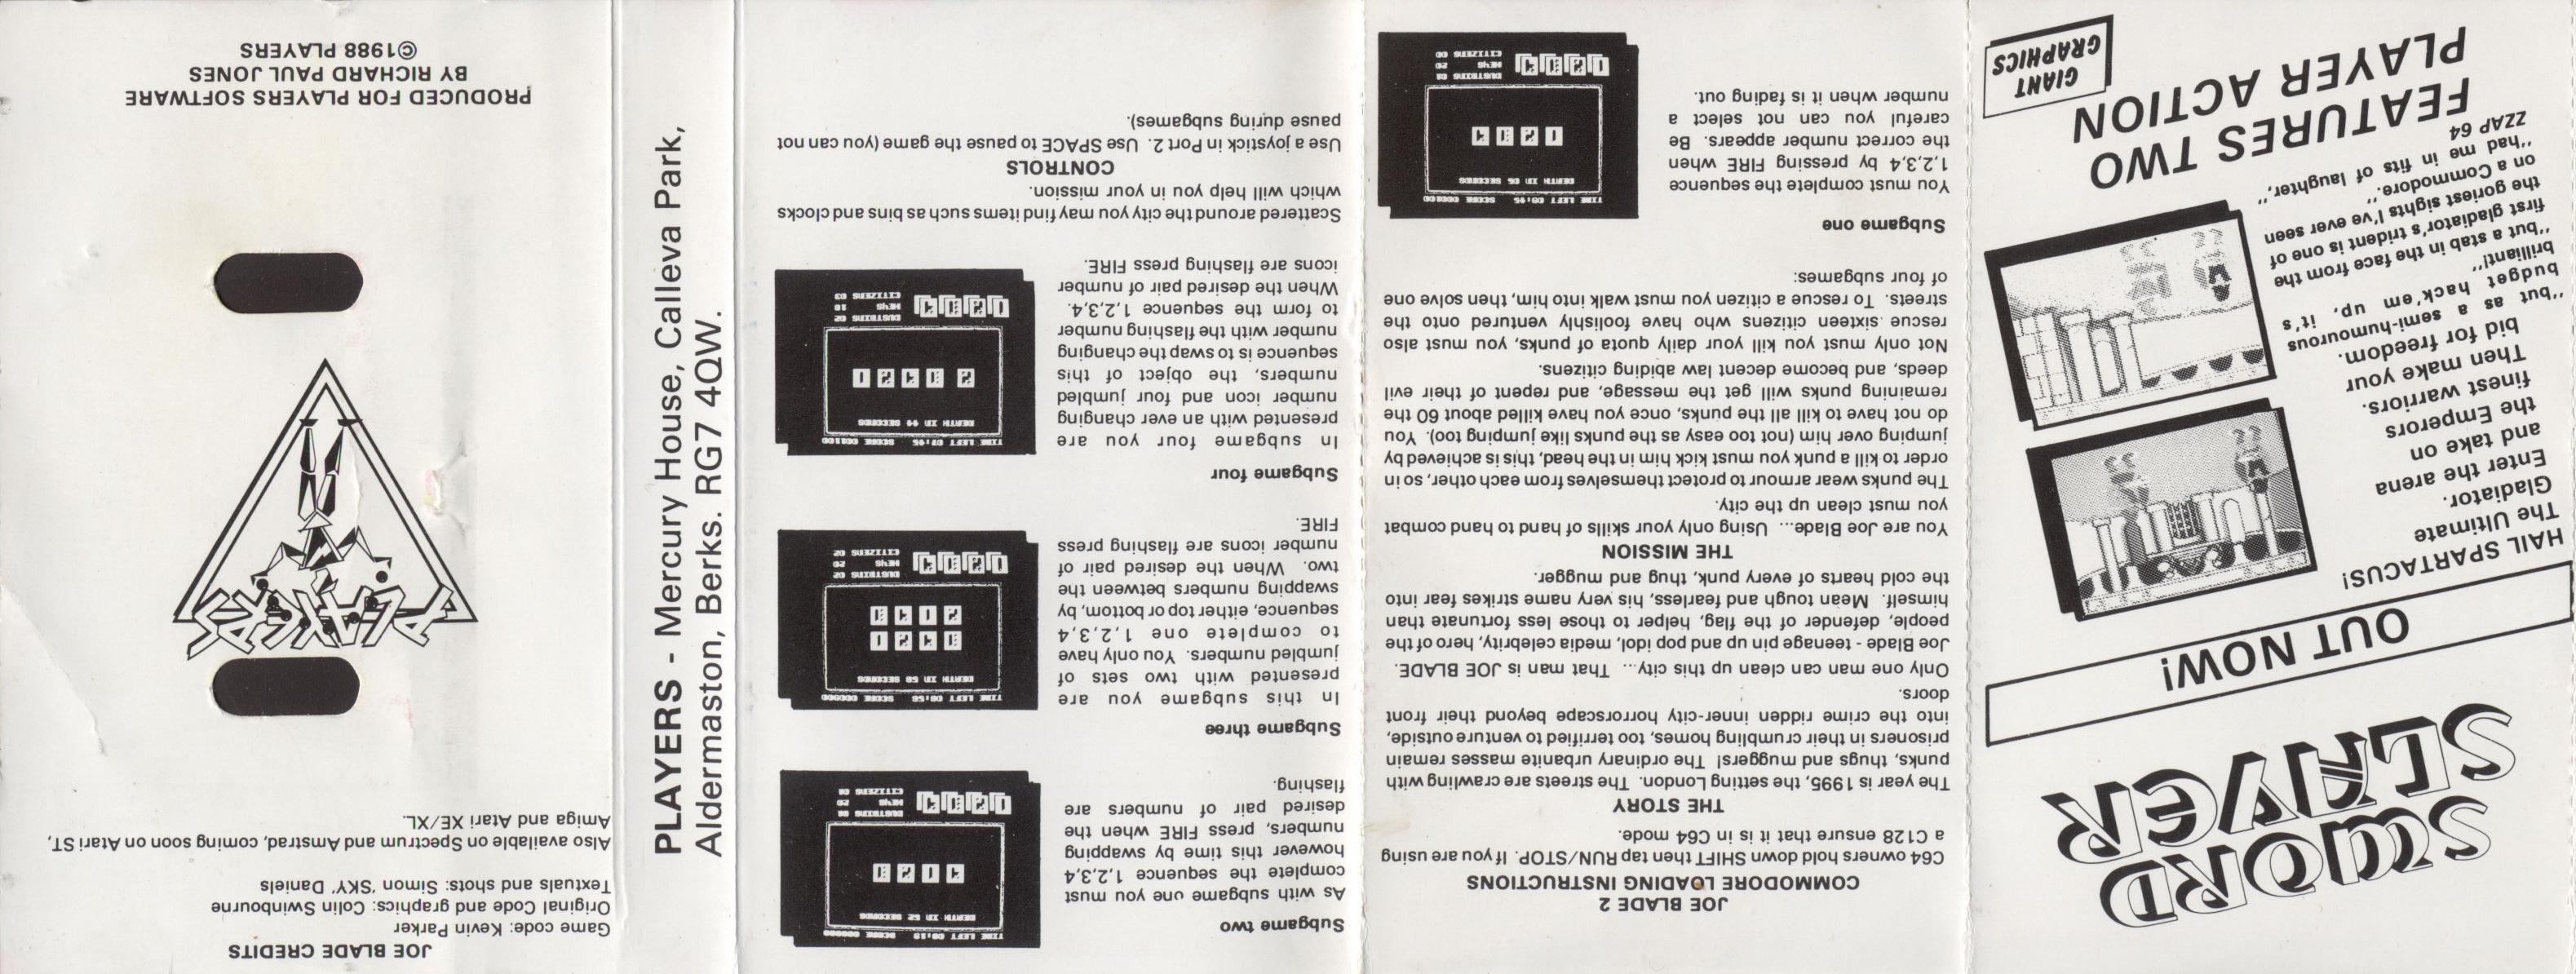 SWORD
SLAYER
OUT NOW!
HAIL SPARTACUS!
The Ultimate
Gladiator.
Enter the arena
and take on
the Emperors
finest warriors.
Then make your
bid for freedom.
"but as a semi-humourous
budget hack'em up, it's
brilliant!"
"but a stab in the face from the
first gladiator's trident is one of
the goriest sights I've ever seen
on a Commodore."
"had me in fits of laughter,"
ZZAP 64
FEATURES TWO
PLAYER ACTION
GIANT
GRAPHICS
JOE BLADE 2
COMMODORE LOADING INSTRUCTIONS
C64 owners hold down SHIFT then tap RUN/STOP. If you are using
a C128 ensure that it is in C64 mode.
THE STORY
The year is 1995, the setting London. The streets are crawling with
punks, thugs and muggers! The ordinary urbanite masses remain
prisoners in their crumbling homes, too terrified to venture outside,
into the crime ridden inner-city horrorscape beyond their front
doors.
Only one man can clean up this city... That man is JOE BLADE.
Joe Blade - teenage pin up and pop idol, media celebrity, hero of the
people, defender of the flag, helper to those less fortunate than
himself. Mean tough and fearless, his very name strikes fear into
the cold hearts of every punk, thug and mugger.
THE MISSION
You are Joe Blade... Using only your skills of hand to hand combat
you must clean up the city.
The punks wear armour to protect themselves from each other, so in
order to kill a punk you must kick him in the head, this is achieved by
jumping over him (not too easy as the punks like jumping too). You
do not have to kill all the punks, once you have killed about 60 the
remaining punks will get the message, and repent of their evil
deeds, and become decent law abiding citizens.
Not only must you kill your daily quota of punks, you must also
rescue sixteen citizens who have foolishly ventured onto the
streets. To rescue a citizen you must walk into him, then solve one
of four subgames:
Subgame one
You must complete the sequence
1,2,3,4 by pressing FIRE when
the correct number appears. Be
careful you can not select a
number when it is fading out.
Subgame two
As with subgame one you must
complete the sequence 1,2,3,4
however this time by swapping
numbers, press FIRE when the
desired pair of numbers are
flashing.
Subgame three
In this subgame you are
presented with two sets of
jumbled numbers. You only have
to complete one 1,2,3,4
sequence, either top or bottom, by
swapping numbers between the
two. When the desired pair of
number icons are flashing press
FIRE.
Subgame four
In subgame four you are
presented with an ever changing
number icon and four jumbled
numbers, the object of this
sequence is to swap the changing
number with the flashing number
to form the sequence 1,2,3,4.
When the desired pair of number
icons are flashing press FIRE.
Scattered around the city you may find items such as bins and clocks
which will help you in your mission.
CONTROLS
Use a joystick in Port 2. Use SPACE to pause the game (you can not
pause during subgames).
PLAYERS - Mercury House, Calleva Park,
Aldermaston, Berks. RG7 4QW.
JOE BLADE CREDITS
Game code: Kevin Parker
Original Code and graphics: Colin Swinbourne
Textuals and shots: Simon 'SKY' Daniels
Also available on Spectrum and Amstrad, coming soon on Atari ST,
Amiga and Atari XE/XL.
PLAYERS
PRODUCED FOR PLAYERS SOFTWARE
BY RICHARD PAUL JONES
©1988 PLAYERS